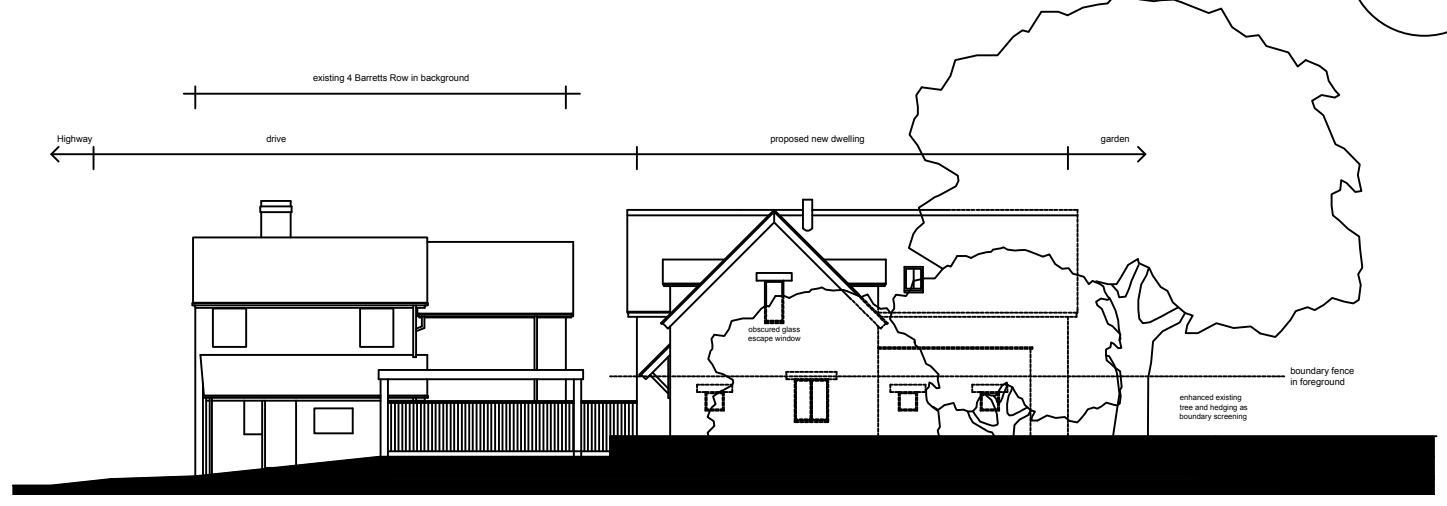 existing 4 Barretts Row in background
Highway
drive
proposed new dwelling
garden
obscured glass
escape window
boundary fence
in foreground
enhanced existing
tree and hedging as
boundary screening